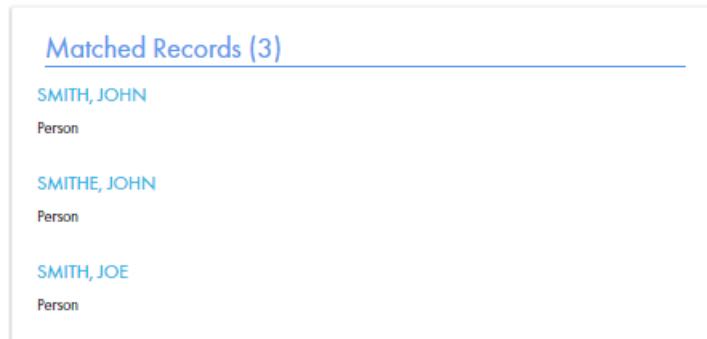 Matched Records (3)
SMITH, JOHN
Person
SMITHE, JOHN
Person
SMITH, JOE
Person